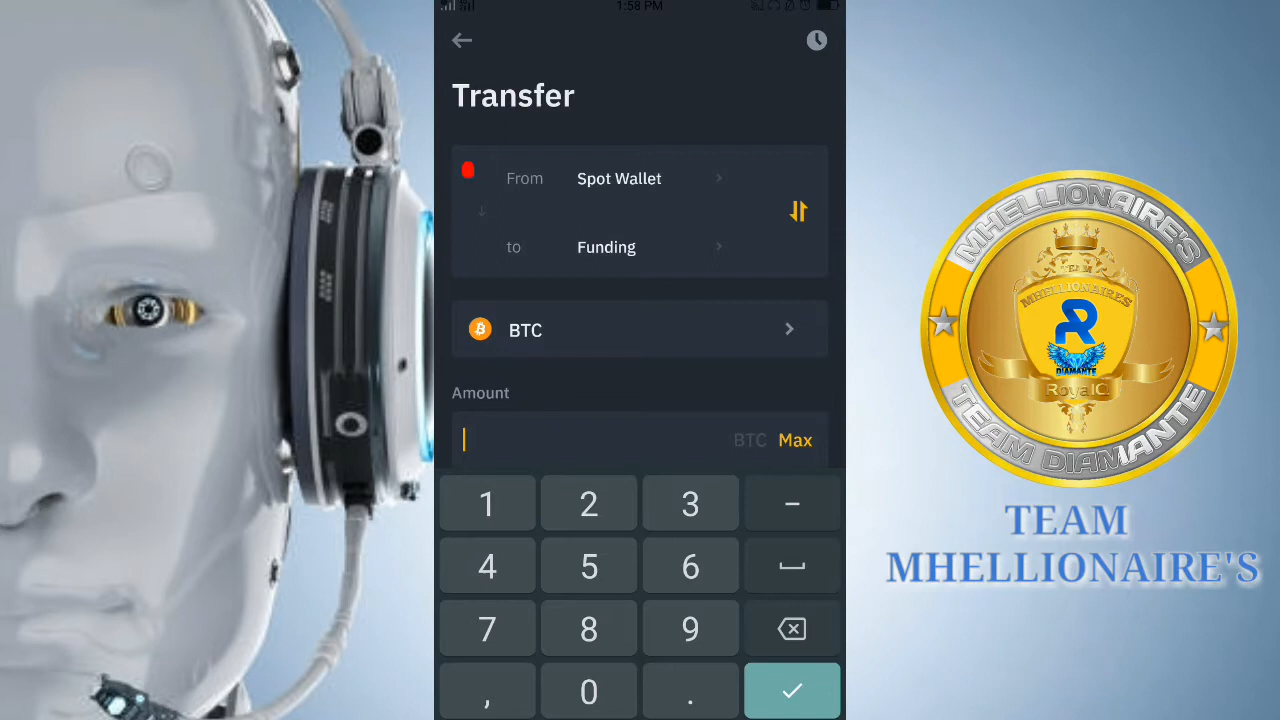 1:58 PM
Transfer
From Spot Wallet
to Funding
BTC
Amount
BTC Max
1 2 3 –
4 5 6
7 8 9
, 0 .
MHELLIONAIRE'S
TEAM
MHELLIONAIRES
DIAMANTE
RoyalQ
TEAM DIAMANTE
TEAM
MHELLIONAIRE'S